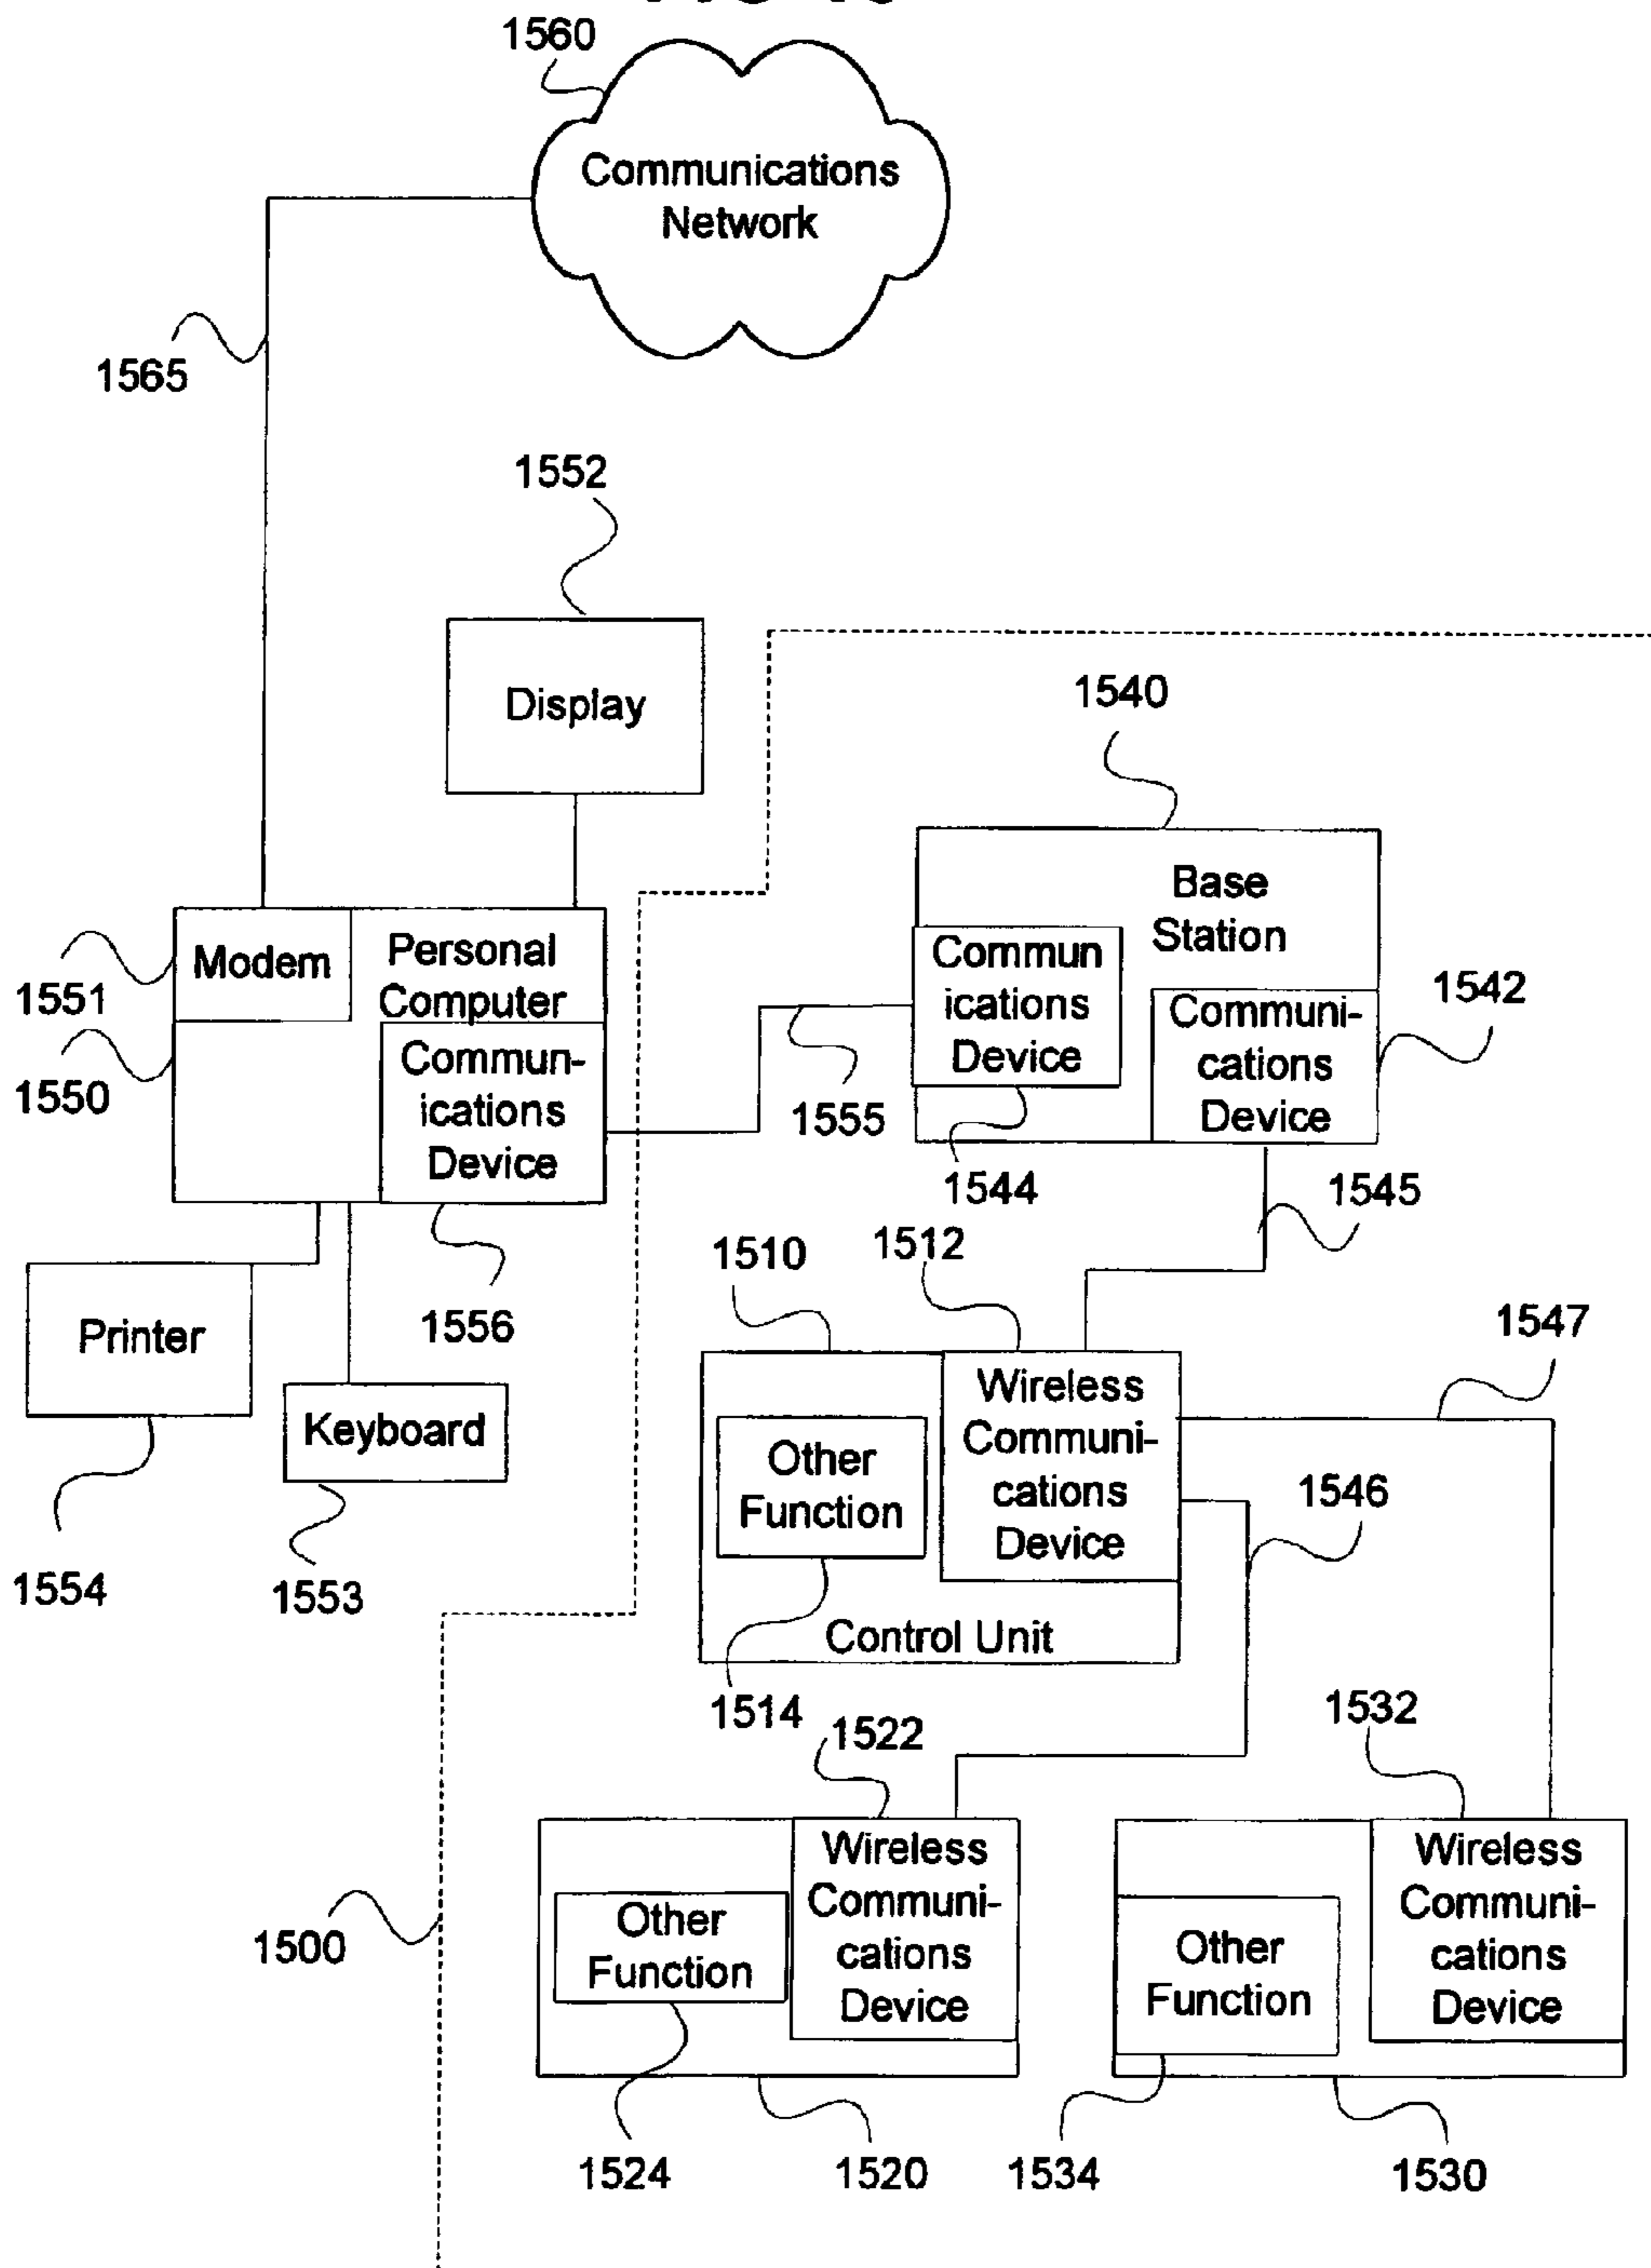 1560
Communications
Network
1565
1552
Display
1540
Base
Station
Modem
Personal
Computer
1551
1550
Commun-
ications
Device
Commun
ications
Device
Communi-
cations
Device
1542
1555
1544
1545
1510
1512
1556
1547
Printer
Keyboard
Wireless
Communi-
cations
Device
Other
Function
1546
1554
1553
Control Unit
1514
1522
1532
Wireless
Communi-
cations
Device
Other
Function
Wireless
Communi-
cations
Device
Other
Function
1500
1524
1520
1534
1530